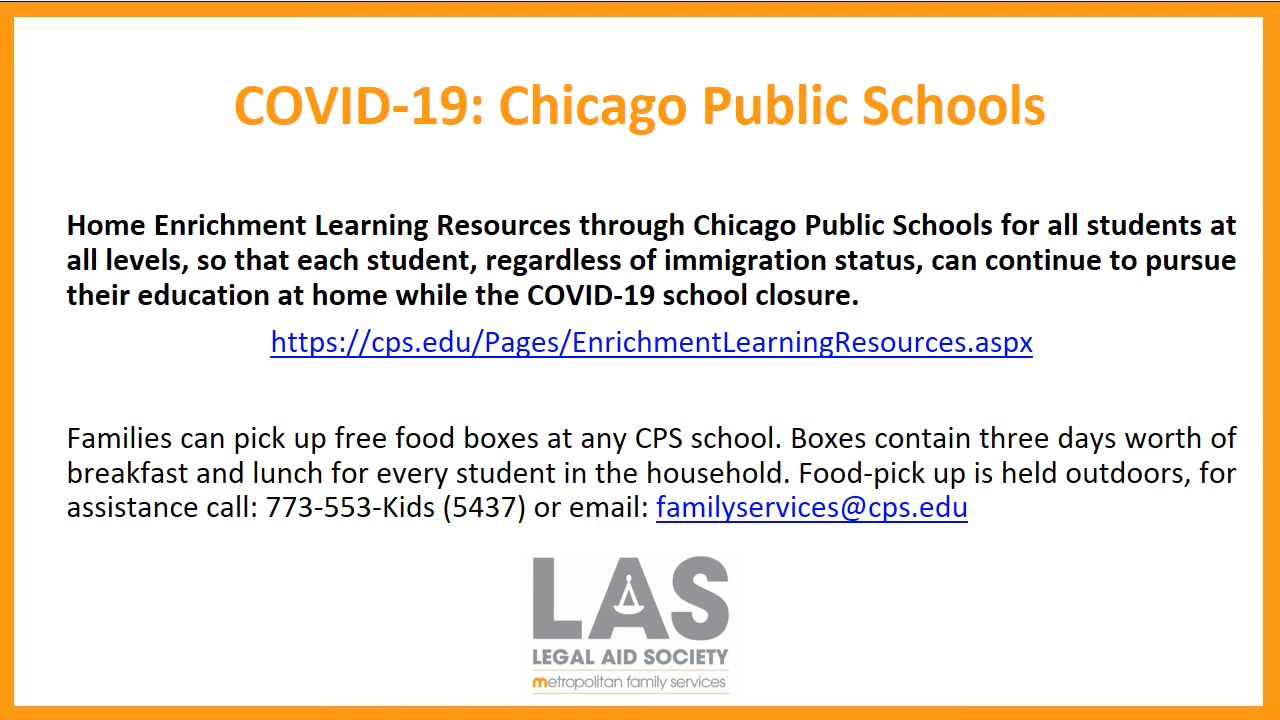 COVID-19: Chicago Public Schools
Home Enrichment Learning Resources through Chicago Public Schools for all students at
all levels, so that each student, regardless of immigration status, can continue to pursue
their education at home while the COVID-19 school closure.
https://cps.edu/Pages/EnrichmentLearningResources.aspx
Families can pick up free food boxes at any CPS school. Boxes contain three days worth of
breakfast and lunch for every student in the household. Food-pick up is held outdoors, for
assistance call: 773-553-Kids (5437) or email: familyservices@cps.edu
LAS
LEGAL AID SOCIETY
metropolitan family services